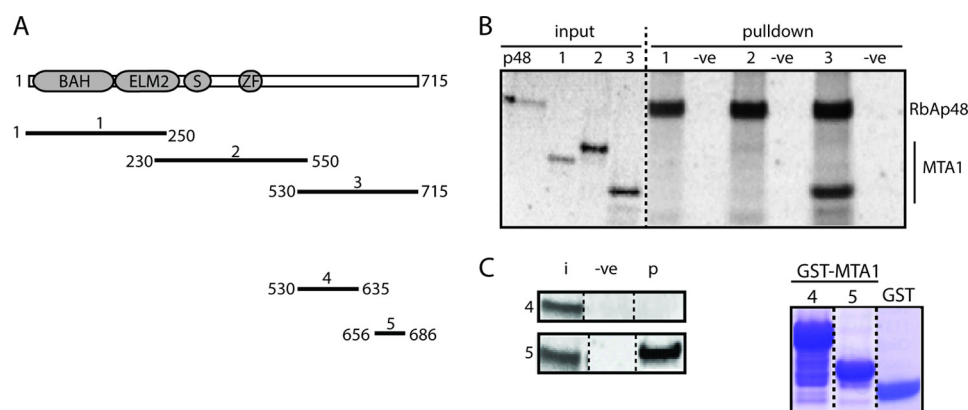 A
1 BAH ELM2 S ZF 715
1
1 250
2
230 550
3
530 715
4
530 635
5
656 686
B
input pulldown
p48 1 2 3 1 -ve 2 -ve 3 -ve
RbAp48
MTA1
C
i -ve p
4
5
GST-MTA1
4 5 GST